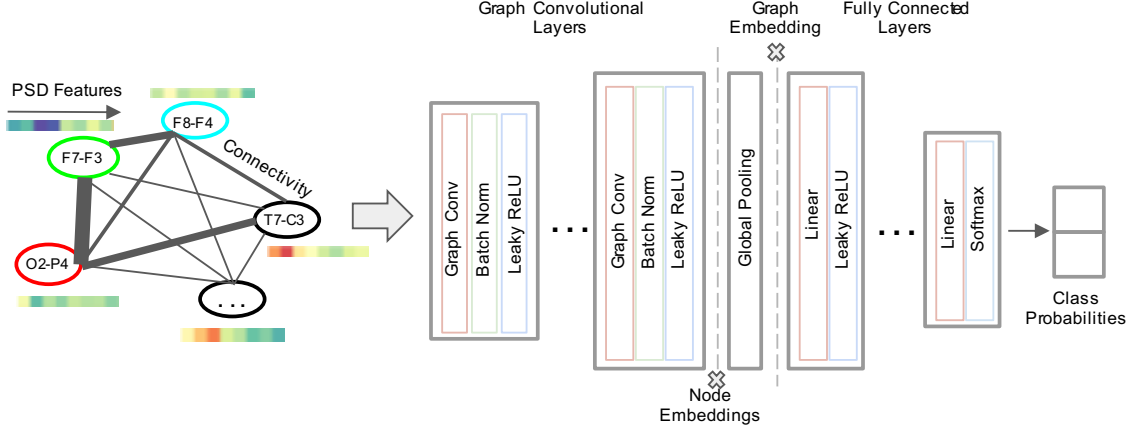 Graph Convolutional
Layers
Graph
Embedding
Fully Connected
Layers
PSD Features
F8-F4
F7-F3
Connectivity
T7-C3
O2-P4
...
Graph Conv
Batch Norm
Leaky ReLU
...
Graph Conv
Batch Norm
Leaky ReLU
Global Pooling
Linear
Leaky ReLU
...
Linear
Softmax
Class
Probabilities
Node
Embeddings